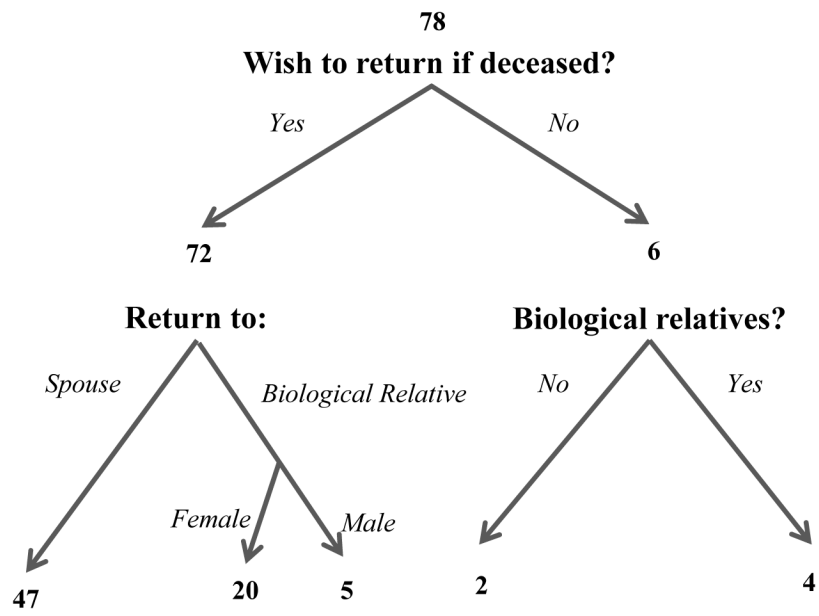 78
Wish to return if deceased?
Yes
No
72
6
Return to:
Biological relatives?
Spouse
Biological Relative
No
Yes
Female
Male
47
20
5
2
4